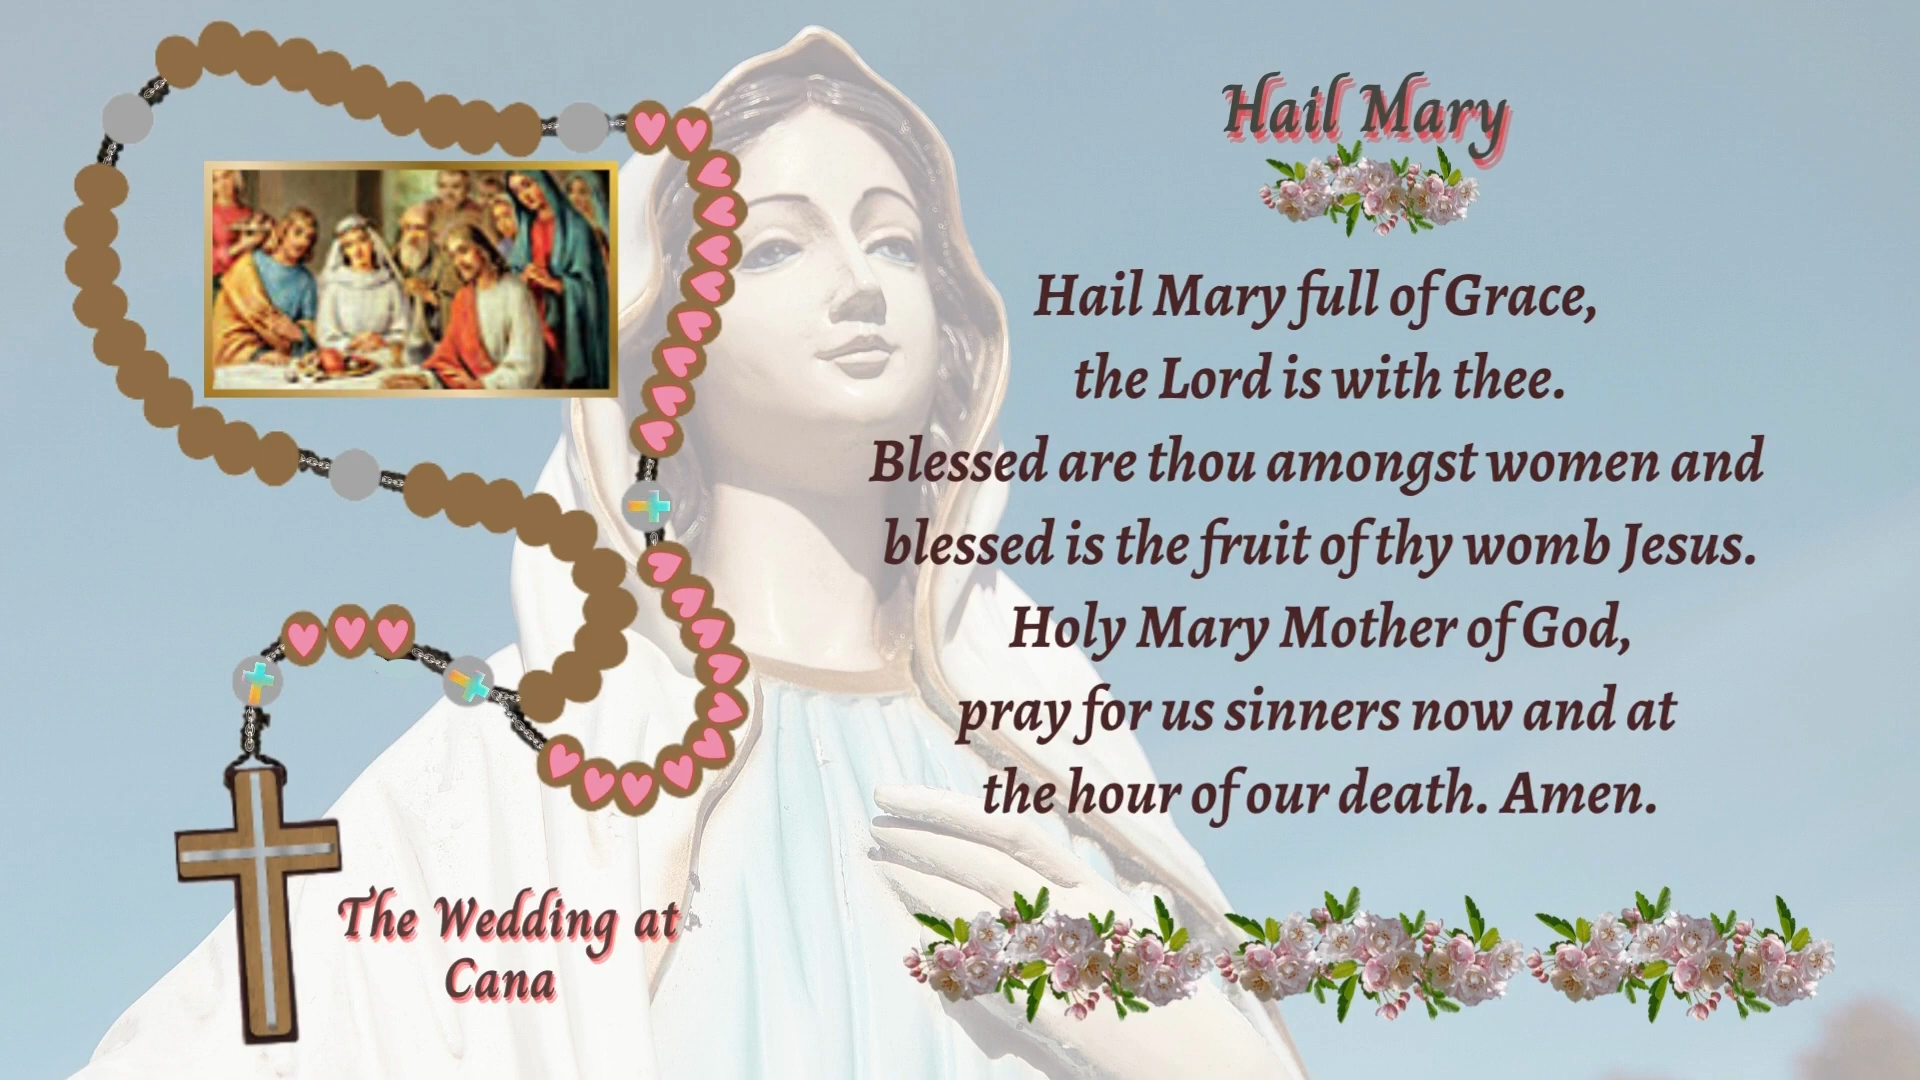 Hail Mary
Hail Mary full of Grace,
the Lord is with thee.
Blessed are thou amongst women and
blessed is the fruit of thy womb Jesus.
Holy Mary Mother of God,
pray for us sinners now and at
the hour of our death. Amen.
The Wedding at
Cana